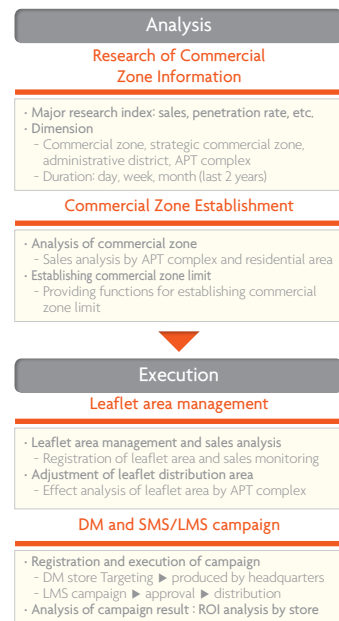 Analysis
Research of Commercial
Zone Information
· Major research index: sales, penetration rate, etc.
· Dimension
- Commercial zone, strategic commercial zone,
administrative district, APT complex
- Duration: day, week, month (last 2 years)
Commercial Zone Establishment
· Analysis of commercial zone
- Sales analysis by APT complex and residential area
· Establishing commercial zone limit
- Providing functions for establishing commercial
zone limit
Execution
Leaflet area management
· Leaflet area management and sales analysis
- Registration of leaflet area and sales monitoring
· Adjustment of leaflet distribution area
- Effect analysis of leaflet area by APT complex
DM and SMS/LMS campaign
· Registration and execution of campaign
- DM store Targeting ▶ produced by headquarters
- LMS campaign ▶ approval ▶ distribution
· Analysis of campaign result : ROI analysis by store